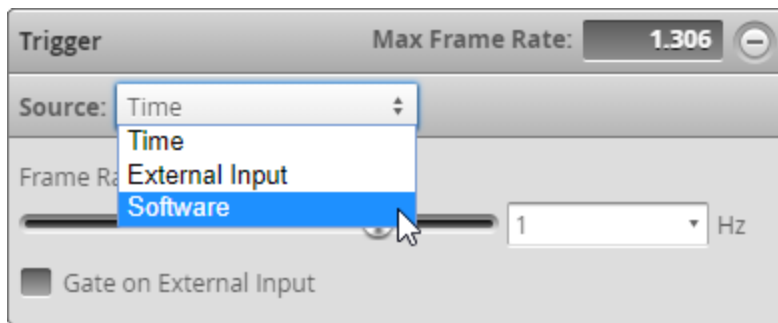 Trigger Max Frame Rate: 1.306
Source: Time
Time
External Input
Frame Ra
Software
1 Hz
Gate on External Input